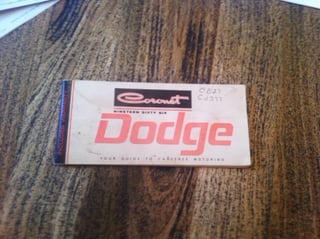 Coronet
NINETEEN SIXTY SIX
Dodge
YOUR GUIDE TO CAREFREE MOTORING